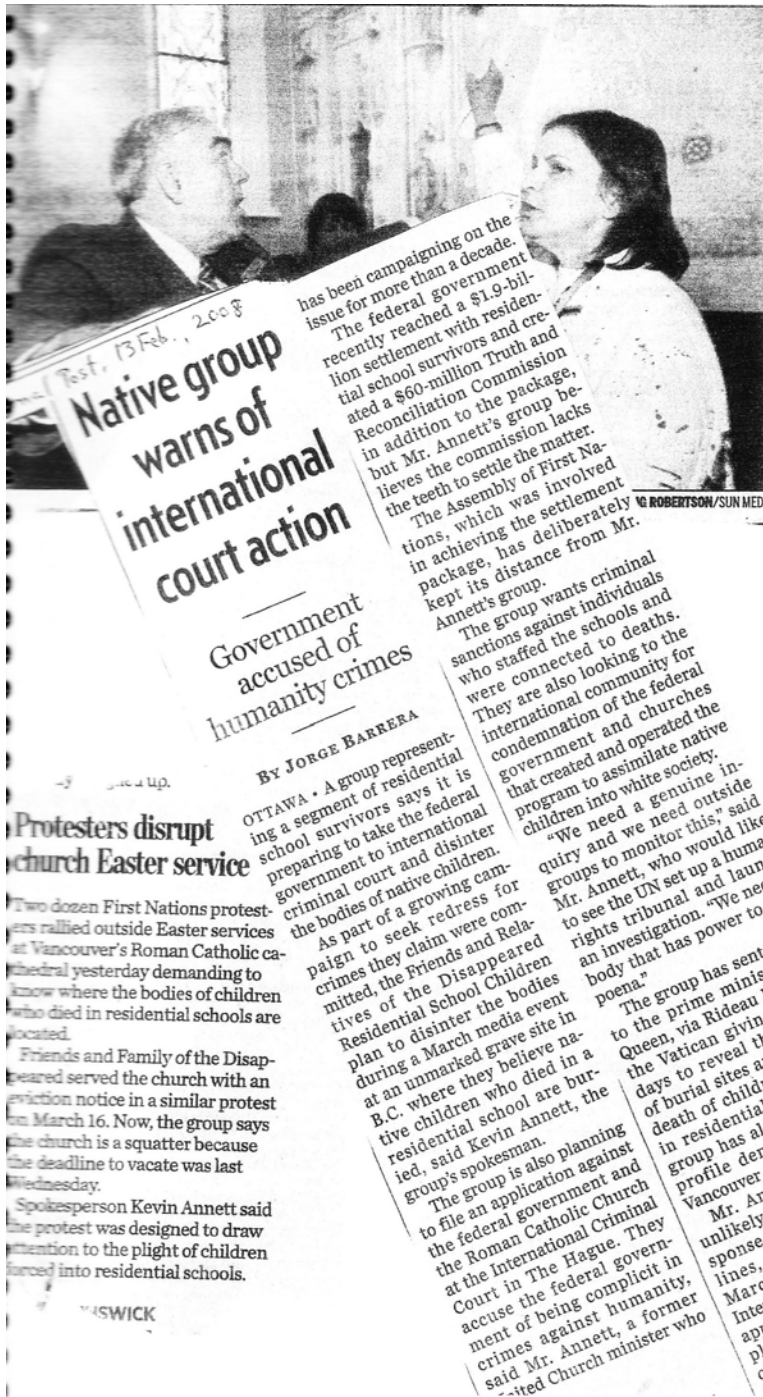 Post, 13 Feb., 2008
Native group
warns of
international
court action
Government
accused of
humanity crimes
BY JORGE BARRERA
OTTAWA • A group represent-
ing a segment of residential
school survivors says it is
preparing to take the federal
government to international
criminal court and disinter
the bodies of native children.
As part of a growing cam-
paign to seek redress for
crimes they claim were com-
mitted, the Friends and Rela-
tives of the Disappeared
Residential School Children
plan to disinter the bodies
during a March media event
at an unmarked grave site in
B.C. where they believe na-
tive children who died in a
residential school are bur-
ied, said Kevin Annett, the
group's spokesman.
The group is also planning
to file an application against
the federal government and
the Roman Catholic Church
at the International Criminal
Court in The Hague. They
accuse the federal govern-
ment of being complicit in
crimes against humanity,
said Mr. Annett, a former
United Church minister who
has been campaigning on the
issue for more than a decade.
The federal government
recently reached a $1.9-bil-
lion settlement with residen-
tial school survivors and cre-
ated a $60-million Truth and
Reconciliation Commission
in addition to the package,
but Mr. Annett's group be-
lieves the commission lacks
the teeth to settle the matter.
The Assembly of First Na-
tions, which was involved
in achieving the settlement
package, has deliberately
kept its distance from Mr.
Annett's group.
The group wants criminal
sanctions against individuals
who staffed the schools and
were connected to deaths.
They are also looking to the
international community for
condemnation of the federal
government and churches
that created and operated the
program to assimilate native
children into white society.
"We need a genuine in-
quiry and we need outside
groups to monitor this," said
Mr. Annett, who would like
to see the UN set up a huma
rights tribunal and laun
an investigation. "We nee
body that has power to
poena."
The group has sent
to the prime minis
Queen, via Rideau
the Vatican givin
days to reveal th
of burial sites a
death of child
in residential
group has al
profile der
Vancouver
Mr. An
unlikely
sponse
lines,
Marc
Inte
app
pl
G ROBERTSON/SUN MED
up.
Protesters disrupt
church Easter service
Two dozen First Nations protest-
ers rallied outside Easter services
at Vancouver's Roman Catholic ca-
thedral yesterday demanding to
know where the bodies of children
who died in residential schools are
located.
Friends and Family of the Disap-
peared served the church with an
eviction notice in a similar protest
on March 16. Now, the group says
the church is a squatter because
the deadline to vacate was last
Wednesday.
Spokesperson Kevin Annett said
the protest was designed to draw
attention to the plight of children
forced into residential schools.
NSWICK